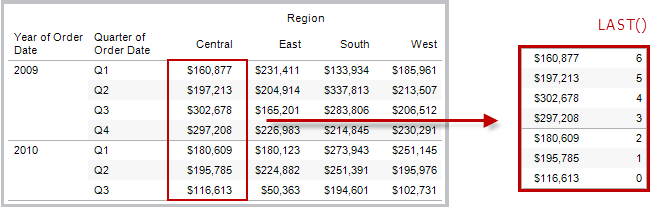 Region
Year of Order Date Quarter of Order Date Central East South West
2009 Q1 $160,877 $231,411 $133,934 $185,961
Q2 $197,213 $204,914 $337,813 $213,507
Q3 $302,678 $165,201 $283,806 $206,512
Q4 $297,208 $226,983 $214,845 $230,291
2010 Q1 $180,609 $180,123 $273,943 $251,145
Q2 $195,785 $224,882 $251,391 $195,976
Q3 $116,613 $50,363 $194,601 $102,731
LAST()
$160,877 6
$197,213 5
$302,678 4
$297,208 3
$180,609 2
$195,785 1
$116,613 0